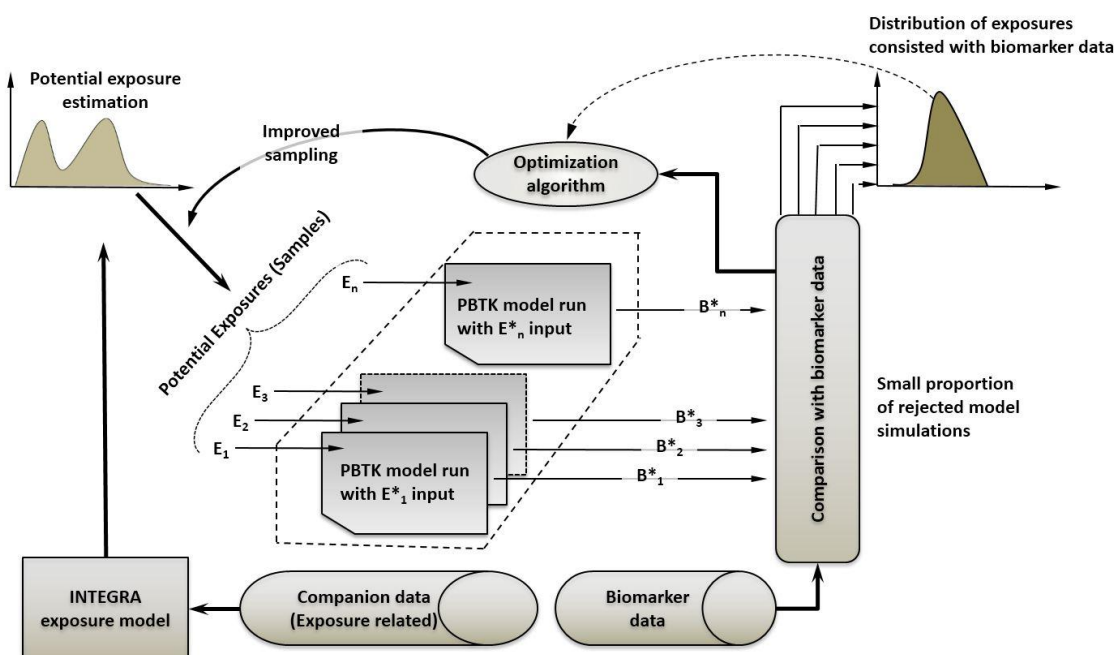 Distribution of exposures
consisted with biomarker data
Potential exposure
estimation
Improved
sampling
Optimization
algorithm
Potential Exposures (Samples)
Eₙ
PBTK model run
with E*ₙ input
B*ₙ
E₃
E₂
E₁
B*₃
B*₂
B*₁
PBTK model run
with E*₁ input
Comparison with biomarker data
Small proportion
of rejected model
simulations
INTEGRA
exposure model
Companion data
(Exposure related)
Biomarker
data